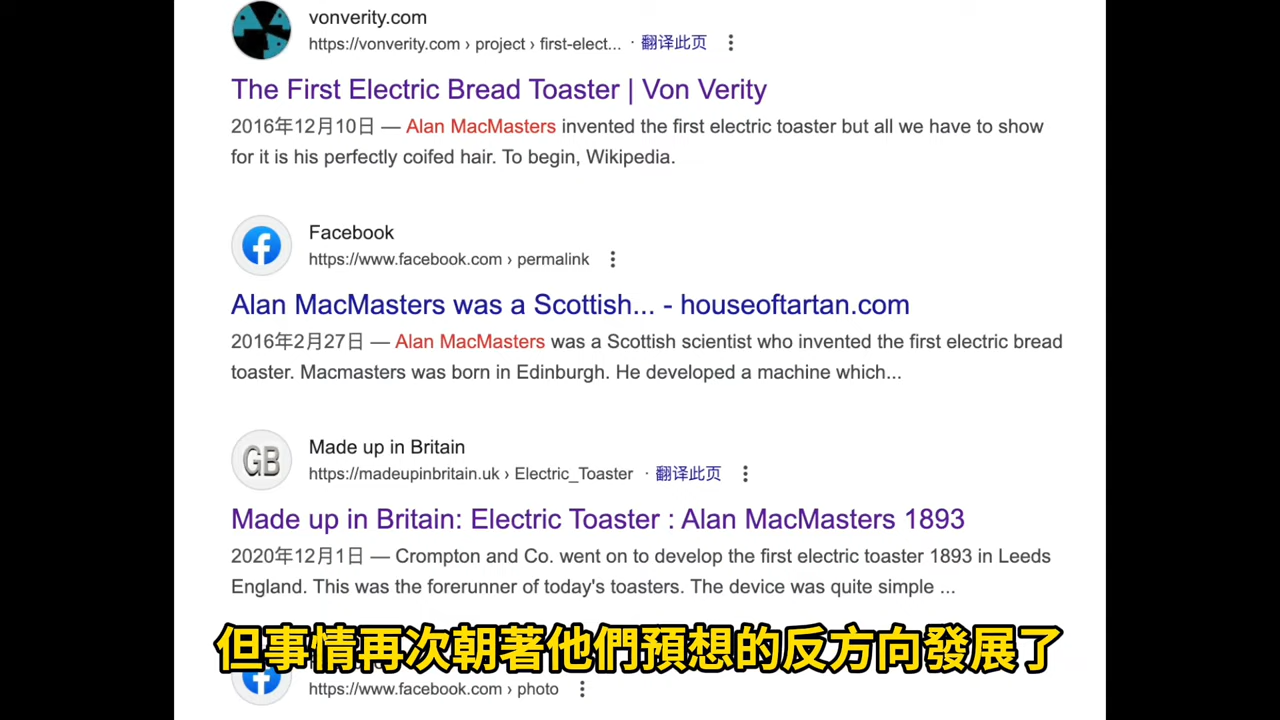 vonverity.com
https://vonverity.com › project › first-elect... · 翻译此页
The First Electric Bread Toaster | Von Verity
2016年12月10日 — Alan MacMasters invented the first electric toaster but all we have to show
for it is his perfectly coifed hair. To begin, Wikipedia.
Facebook
https://www.facebook.com › permalink
Alan MacMasters was a Scottish... - houseoftartan.com
2016年2月27日 — Alan MacMasters was a Scottish scientist who invented the first electric bread
toaster. Macmasters was born in Edinburgh. He developed a machine which...
GB
Made up in Britain
https://madeupinbritain.uk › Electric_Toaster · 翻译此页
Made up in Britain: Electric Toaster : Alan MacMasters 1893
2020年12月1日 — Crompton and Co. went on to develop the first electric toaster 1893 in Leeds
England. This was the forerunner of today's toasters. The device was quite simple ...
但事情再次朝著他們預想的反方向發展了
https://www.facebook.com › photo